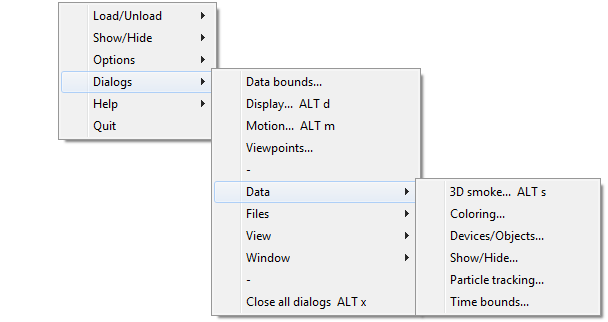 Load/Unload
Show/Hide
Options
Dialogs
Help
Quit
Data bounds...
Display... ALT d
Motion... ALT m
Viewpoints...
-
Data
Files
View
Window
-
Close all dialogs ALT x
3D smoke... ALT s
Coloring...
Devices/Objects...
Show/Hide...
Particle tracking...
Time bounds...